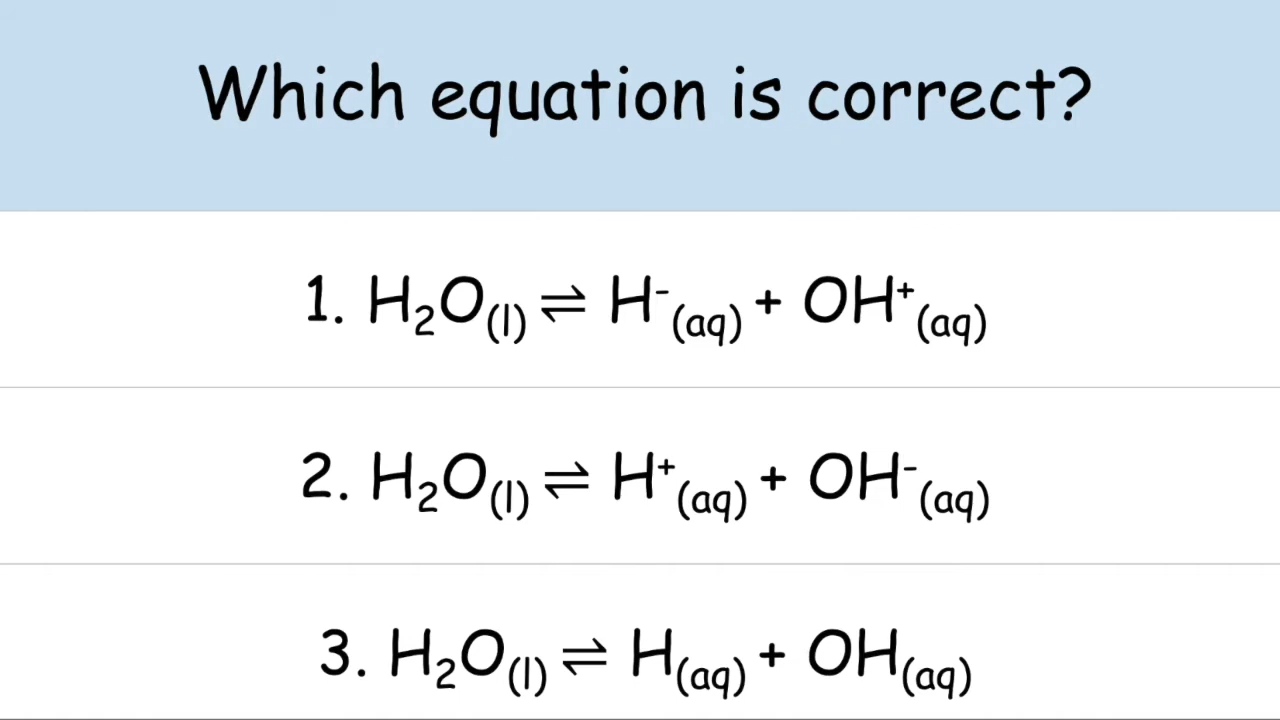 Which equation is correct?
1. H₂O₍ₗ₎ ⇌ H⁻₍aq₎ + OH⁺₍aq₎
2. H₂O₍ₗ₎ ⇌ H⁺₍aq₎ + OH⁻₍aq₎
3. H₂O₍ₗ₎ ⇌ H₍aq₎ + OH₍aq₎